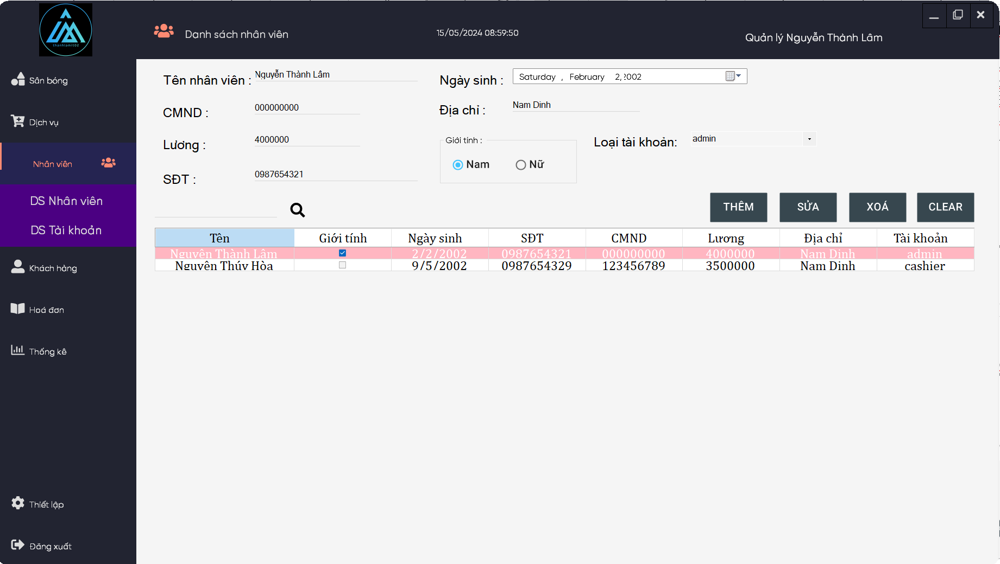 thanhlamit02
Danh sách nhân viên
15/05/2024 08:59:50
Quản lý Nguyễn Thành Lâm
Sân bóng
Dịch vụ
Nhân viên
DS Nhân viên
DS Tài khoản
Khách hàng
Hoá đơn
Thống kê
Thiết lập
Đăng xuất
Tên nhân viên : Nguyễn Thành Lâm
Ngày sinh : Saturday , February 2, 2002
CMND : 000000000
Địa chỉ : Nam Dinh
Lương : 4000000
Giới tính :
Nam Nữ
Loại tài khoản: admin
SĐT : 0987654321
THÊM SỬA XOÁ CLEAR
Tên Giới tính Ngày sinh SĐT CMND Lương Địa chỉ Tài khoản
Nguyễn Thành Lâm 2/2/2002 0987654321 000000000 4000000 Nam Dinh admin
Nguyễn Thúy Hòa 9/5/2002 0987654329 123456789 3500000 Nam Dinh cashier